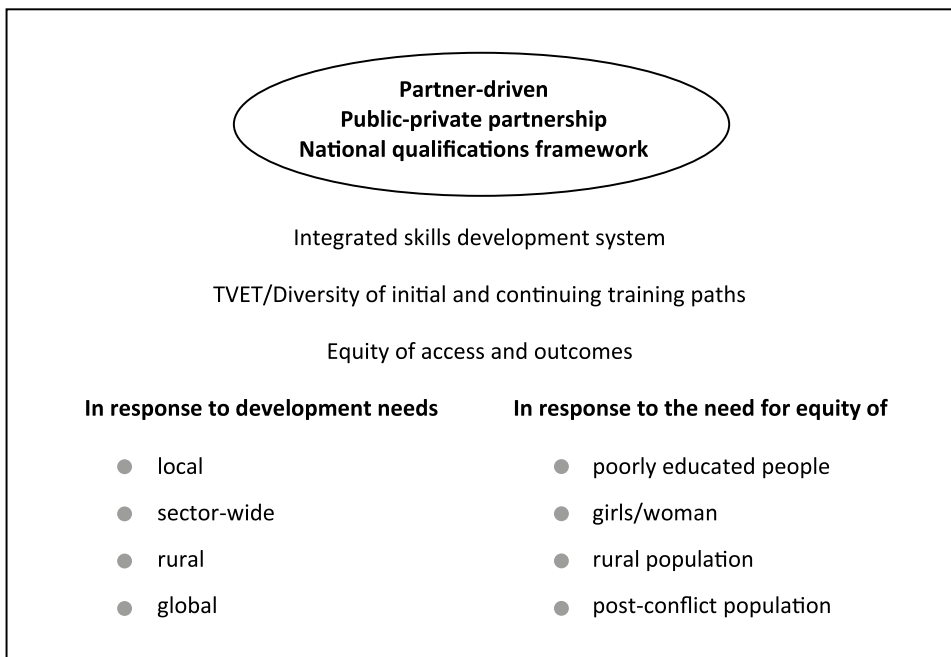 Partner-driven
Public-private partnership
National qualifications framework
Integrated skills development system
TVET/Diversity of initial and continuing training paths
Equity of access and outcomes
In response to development needs
local
sector-wide
rural
global
In response to the need for equity of
poorly educated people
girls/woman
rural population
post-conflict population